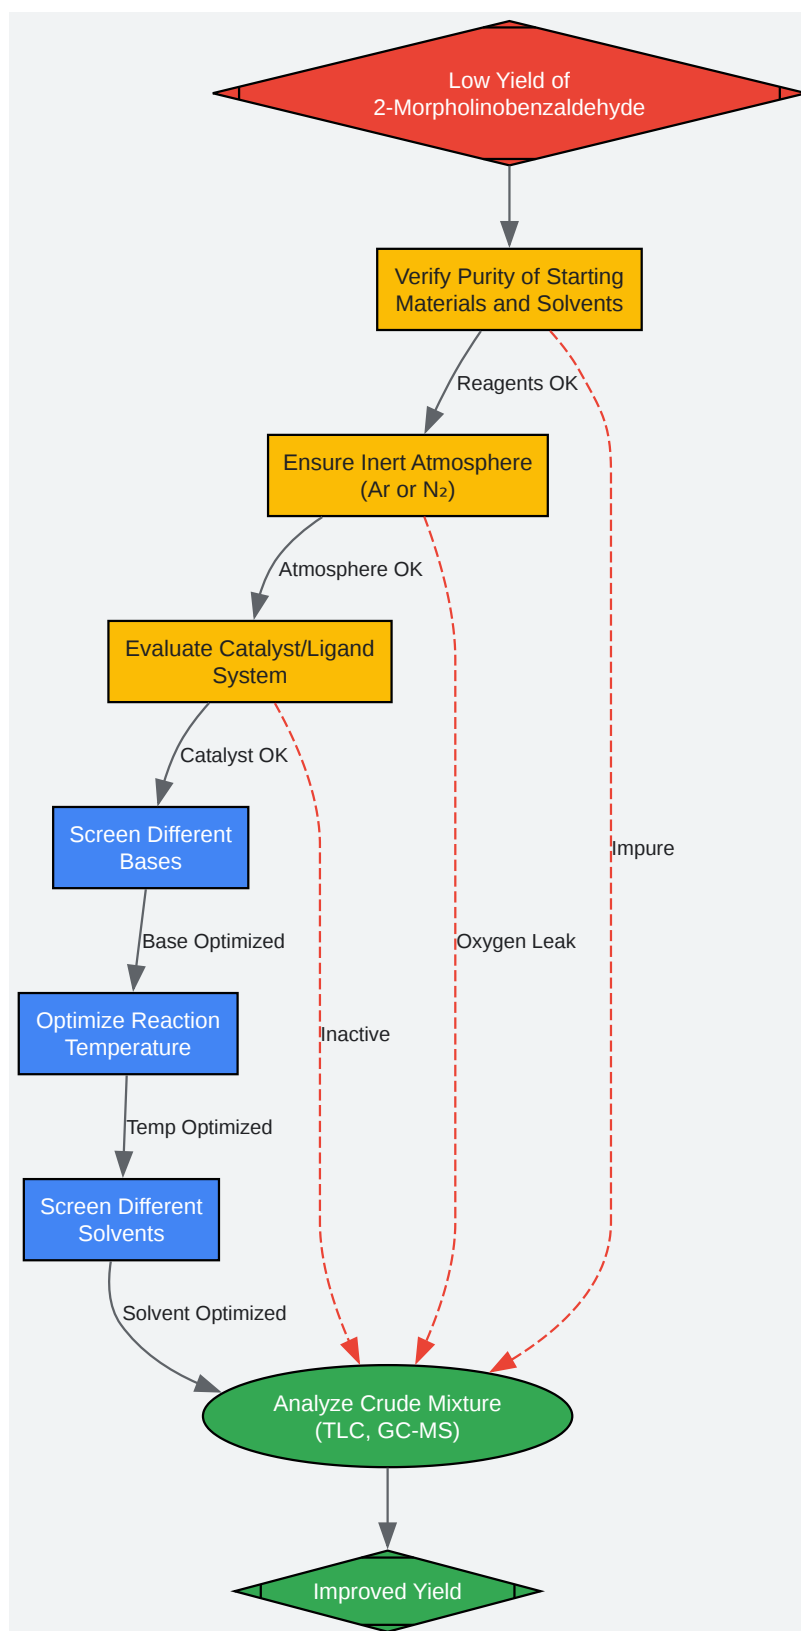 Low Yield of
2-Morpholinobenzaldehyde
Verify Purity of Starting
Materials and Solvents
Reagents OK
Ensure Inert Atmosphere
(Ar or N₂)
Atmosphere OK
Evaluate Catalyst/Ligand
System
Catalyst OK
Screen Different
Bases
Impure
Base Optimized
Oxygen Leak
Optimize Reaction
Temperature
Inactive
Temp Optimized
Screen Different
Solvents
Solvent Optimized
Analyze Crude Mixture
(TLC, GC-MS)
Improved Yield